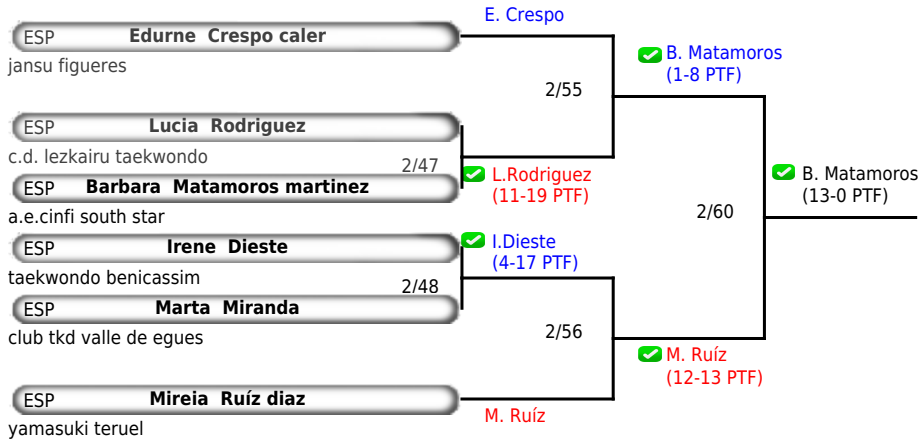 E. Crespo
ESP Edurne Crespo caler
jansu figueres
B. Matamoros
(1-8 PTF)
2/55
ESP Lucia Rodriguez
c.d. lezkairu taekwondo
2/47
L.Rodriguez
(11-19 PTF)
ESP Barbara Matamoros martinez
a.e.cinfi south star
B. Matamoros
(13-0 PTF)
2/60
ESP Irene Dieste
taekwondo benicassim
I.Dieste
(4-17 PTF)
2/48
ESP Marta Miranda
club tkd valle de egues
2/56
M. Ruíz
(12-13 PTF)
ESP Mireia Ruíz diaz
yamasuki teruel
M. Ruíz